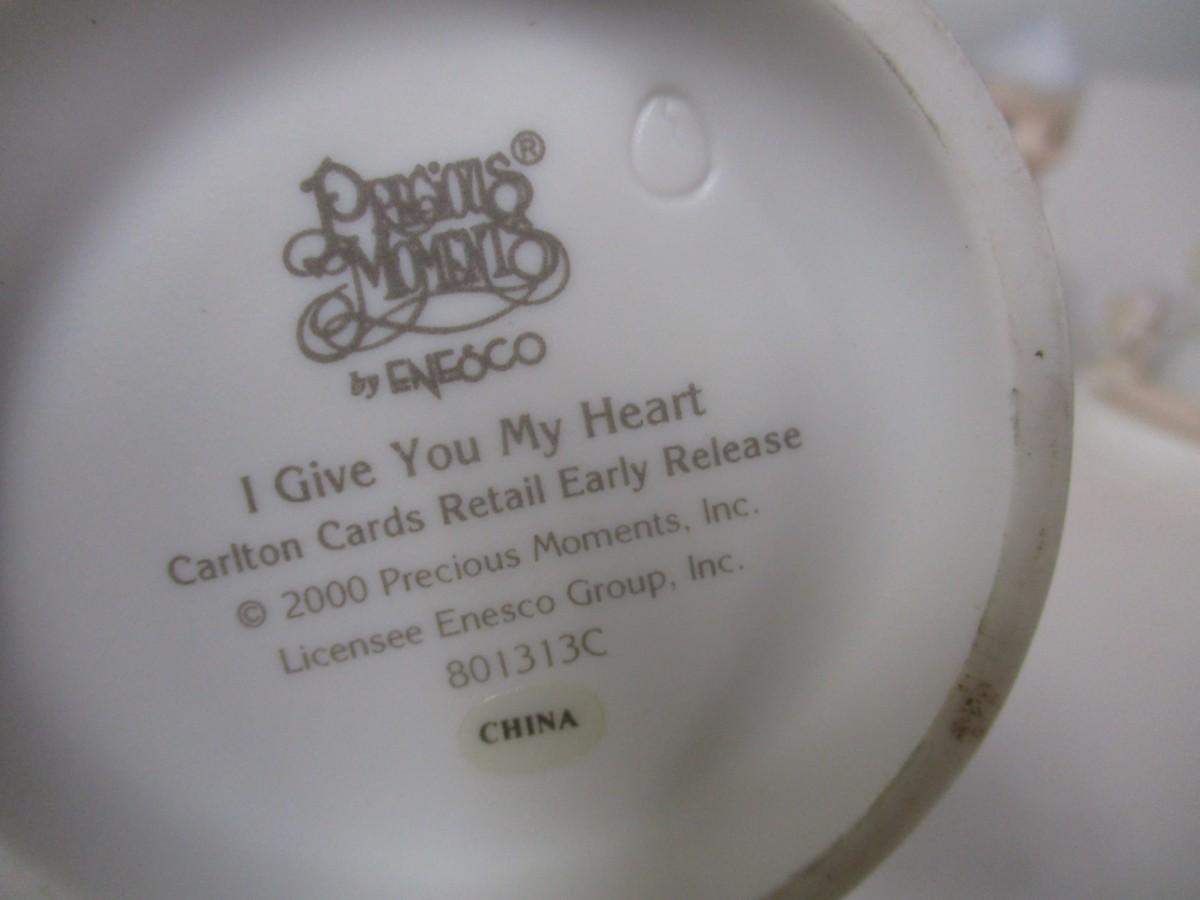 Precious®
Moments
by ENESCO
I Give You My Heart
Carlton Cards Retail Early Release
© 2000 Precious Moments, Inc.
Licensee Enesco Group, Inc.
801313C
CHINA